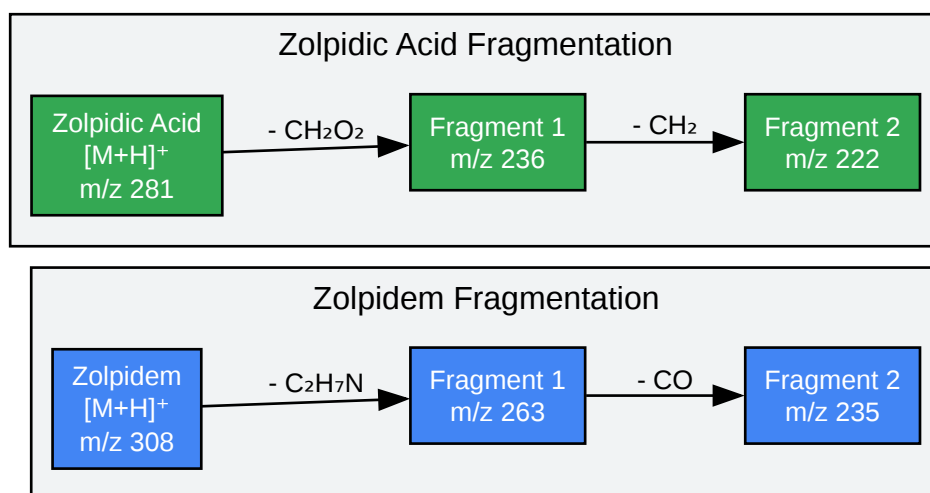 Zolpidic Acid Fragmentation
Zolpidic Acid
[M+H]⁺
m/z 281
- CH₂O₂
Fragment 1
m/z 236
- CH₂
Fragment 2
m/z 222
Zolpidem Fragmentation
Zolpidem
[M+H]⁺
m/z 308
- C₂H₇N
Fragment 1
m/z 263
- CO
Fragment 2
m/z 235